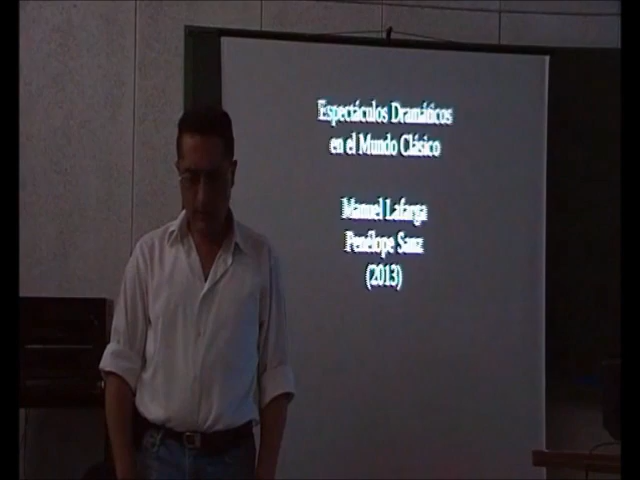 Espectáculos Dramáticos
en el Mundo Clásico
Manuel Lafarga
Penélope Sanz
(2013)